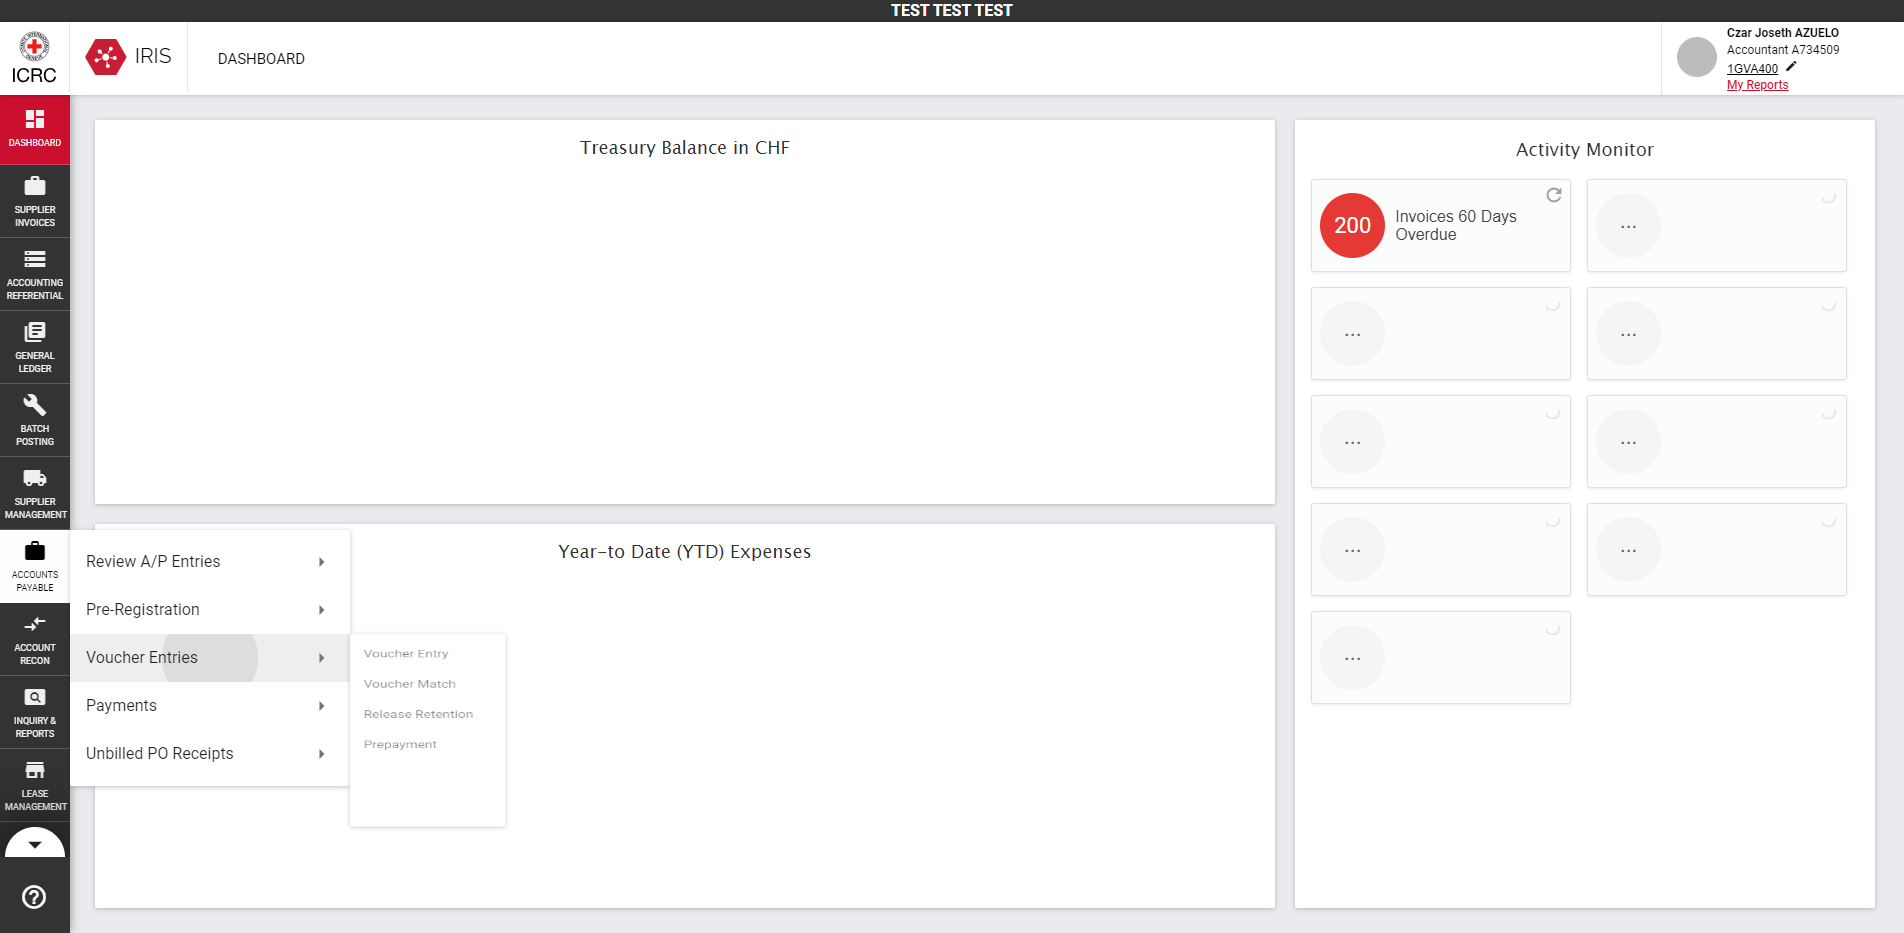 TEST TEST TEST
ICRC
IRIS
DASHBOARD
Czar Joseth AZUELO
Accountant A734509
1GVA400
My Reports
DASHBOARD
SUPPLIER
INVOICES
ACCOUNTING
REFERENTIAL
GENERAL
LEDGER
BATCH
POSTING
SUPPLIER
MANAGEMENT
ACCOUNTS
PAYABLE
ACCOUNT
RECON
INQUIRY &
REPORTS
LEASE
MANAGEMENT
Review A/P Entries
Pre-Registration
Voucher Entries
Payments
Unbilled PO Receipts
Voucher Entry
Voucher Match
Release Retention
Prepayment
Treasury Balance in CHF
Year-to Date (YTD) Expenses
Activity Monitor
200
Invoices 60 Days
Overdue
...
...
...
...
...
...
...
...